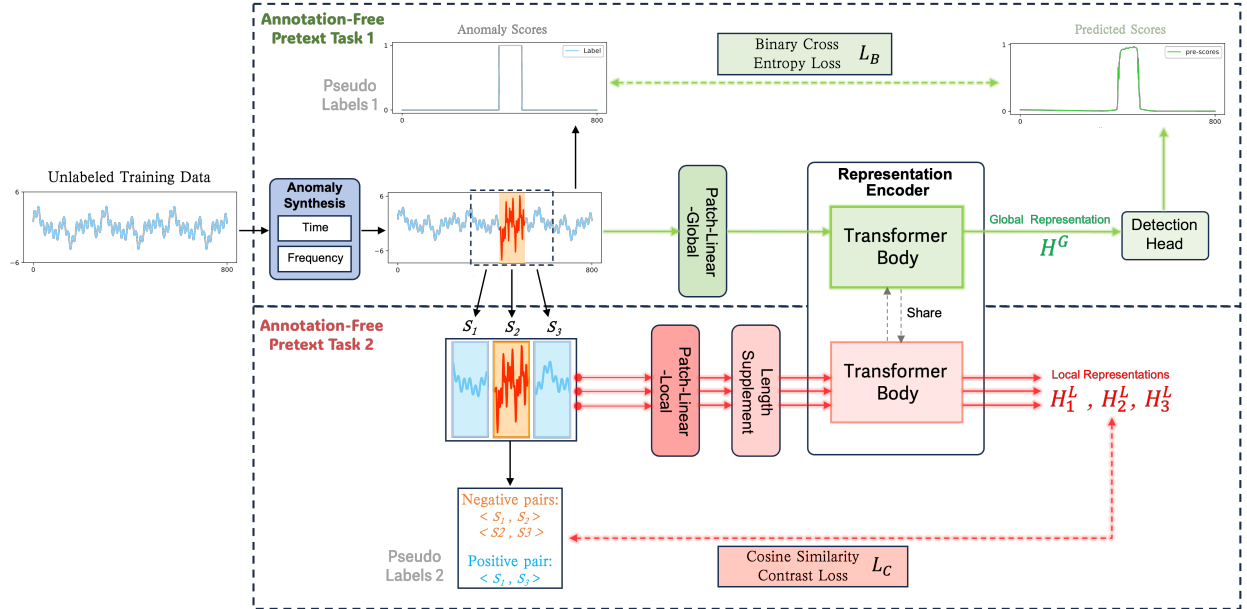 Annotation-Free
Pretext Task 1
Anomaly Scores
Label
1
0
0
800
Pseudo
Labels 1
Binary Cross
Entropy Loss L_B
Predicted Scores
pre-scores
1
0
0
800
Unlabeled Training Data
6
-6
0
800
Anomaly
Synthesis
Time
Frequency
6
-6
0
800
Patch-Linear
-Global
Representation
Encoder
Transformer
Body
Global Representation
H^G
Detection
Head
Share
Annotation-Free
Pretext Task 2
S_1 S_2 S_3
Patch-Linear
-Local
Length
Supplement
Transformer
Body
Local Representations
H_1^L , H_2^L, H_3^L
Pseudo
Labels 2
Negative pairs:
< S_1 , S_2 >
< S2 , S3 >
Positive pair:
< S_1 , S_3 >
Cosine Similarity
Contrast Loss L_C